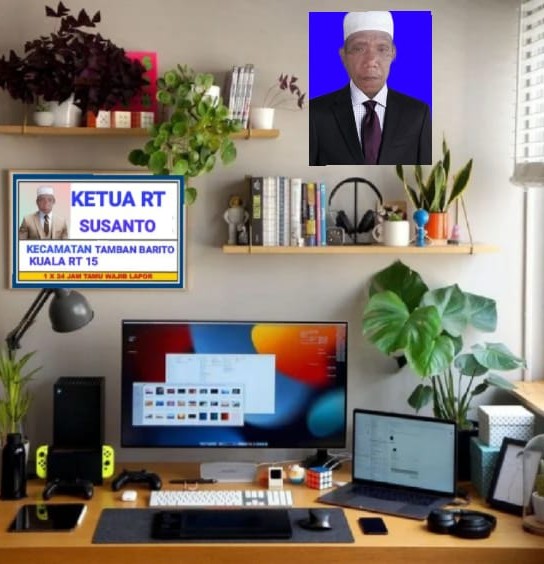 KETUA RT
SUSANTO
KECAMATAN TAMBAN BARITO
KUALA RT 15
1 X 24 JAM TAMU WAJIB LAPOR